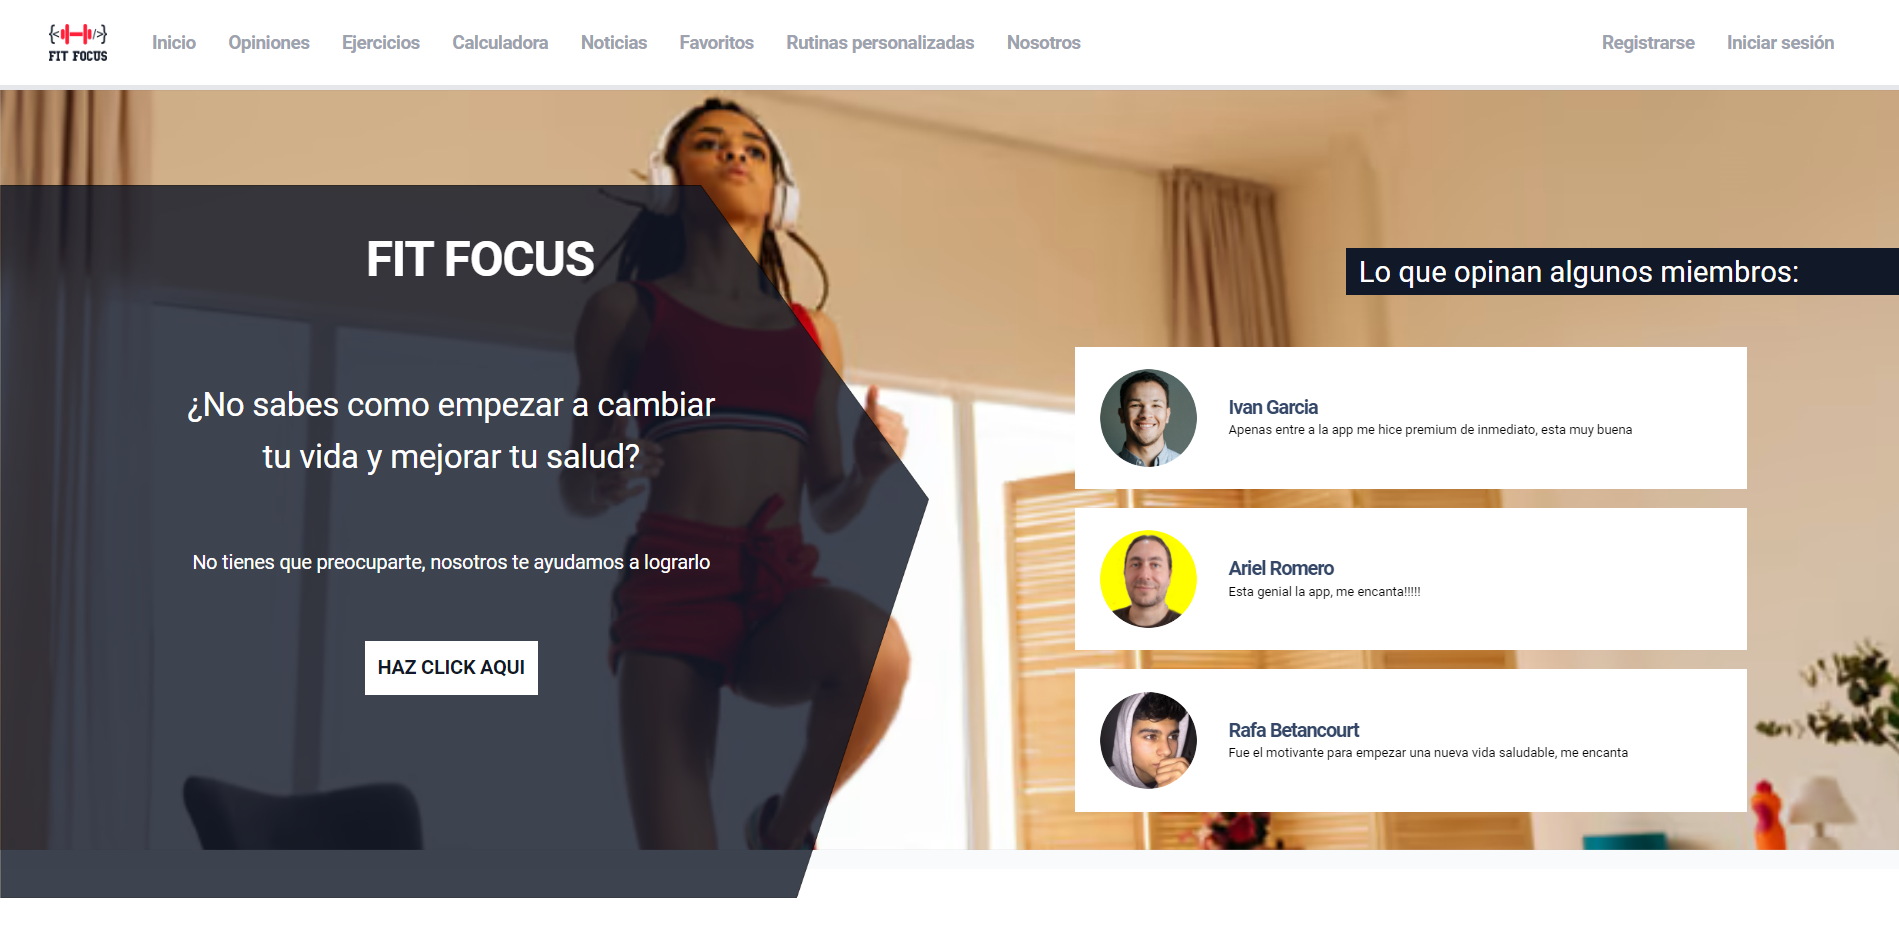 {<I-I/>}
FIT FOCUS
Inicio
Opiniones
Ejercicios
Calculadora
Noticias
Favoritos
Rutinas personalizadas
Nosotros
Registrarse
Iniciar sesión
FIT FOCUS
¿No sabes como empezar a cambiar
tu vida y mejorar tu salud?
No tienes que preocuparte, nosotros te ayudamos a lograrlo
HAZ CLICK AQUI
Lo que opinan algunos miembros:
Ivan Garcia
Apenas entre a la app me hice premium de inmediato, esta muy buena
Ariel Romero
Esta genial la app, me encanta!!!!!
Rafa Betancourt
Fue el motivante para empezar una nueva vida saludable, me encanta